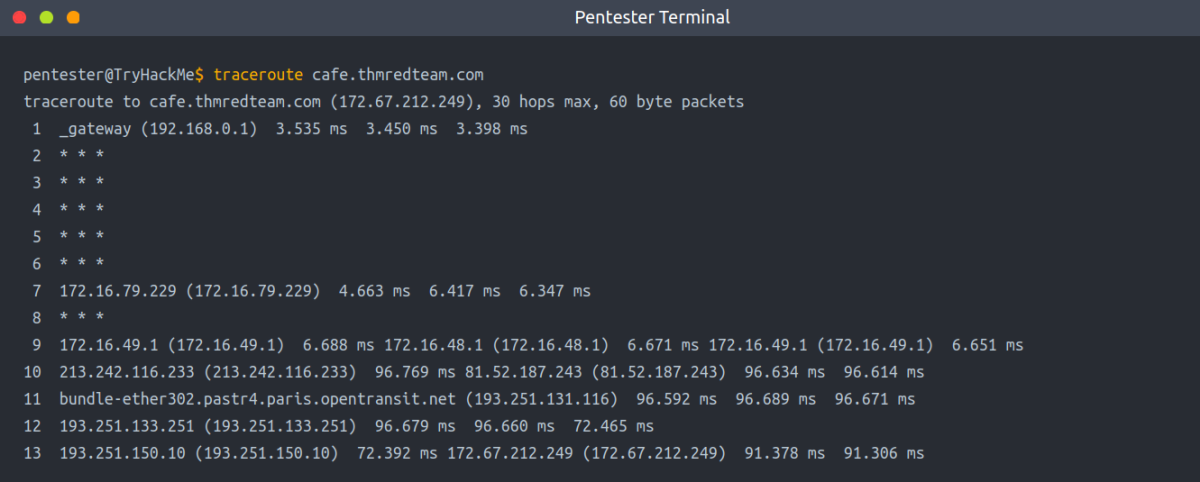 Pentester Terminal
pentester@TryHackMe$ traceroute cafe.thmredteam.com
traceroute to cafe.thmredteam.com (172.67.212.249), 30 hops max, 60 byte packets
1 _gateway (192.168.0.1) 3.535 ms 3.450 ms 3.398 ms
2 * * *
3 * * *
4 * * *
5 * * *
6 * * *
7 172.16.79.229 (172.16.79.229) 4.663 ms 6.417 ms 6.347 ms
8 * * *
9 172.16.49.1 (172.16.49.1) 6.688 ms 172.16.48.1 (172.16.48.1) 6.671 ms 172.16.49.1 (172.16.49.1) 6.651 ms
10 213.242.116.233 (213.242.116.233) 96.769 ms 81.52.187.243 (81.52.187.243) 96.634 ms 96.614 ms
11 bundle-ether302.pastr4.paris.opentransit.net (193.251.131.116) 96.592 ms 96.689 ms 96.671 ms
12 193.251.133.251 (193.251.133.251) 96.679 ms 96.660 ms 72.465 ms
13 193.251.150.10 (193.251.150.10) 72.392 ms 172.67.212.249 (172.67.212.249) 91.378 ms 91.306 ms